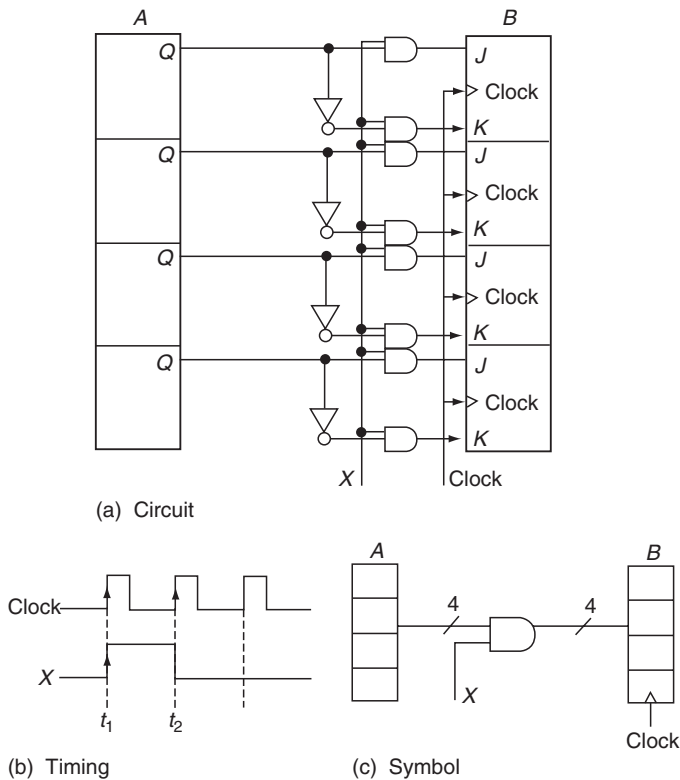 A B
Q J
Clock
K
Q J
Clock
K
Q J
Clock
K
Q J
Clock
K
X Clock
(a) Circuit
Clock
X
t1 t2
(b) Timing
A B
4 4
X
Clock
(c) Symbol